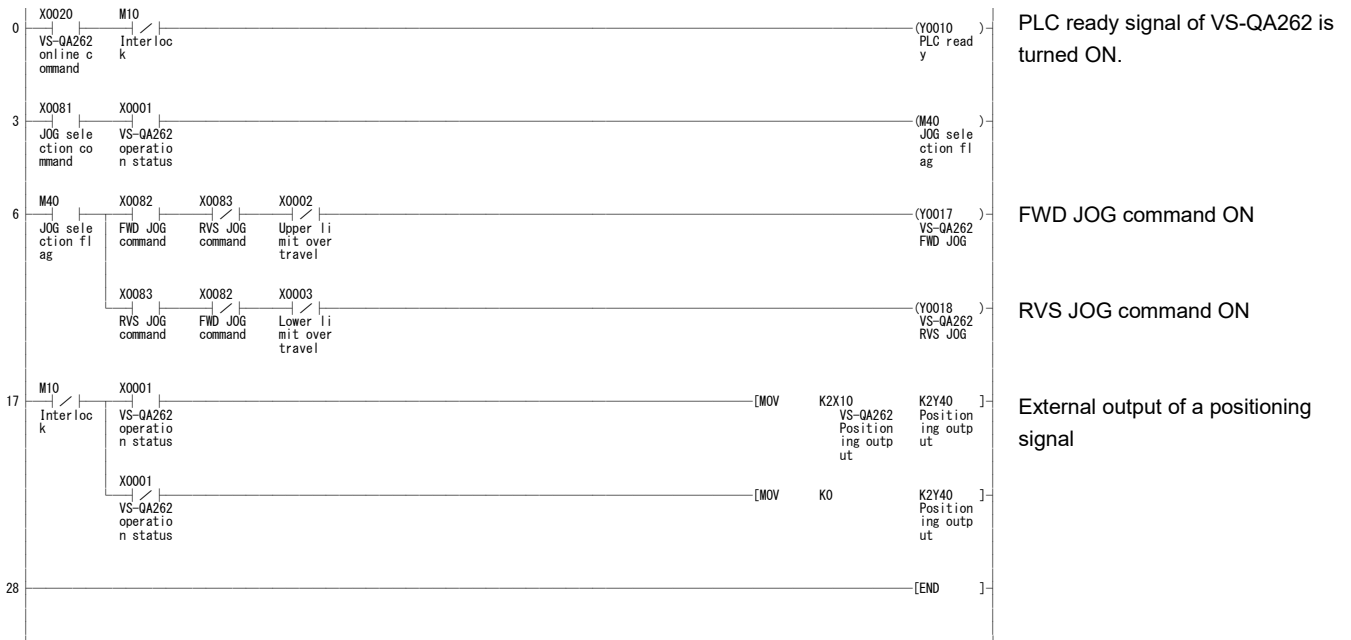 X0020 M10
0 (Y0010 )
VS-QA262 Interloc PLC read
online c k y
ommand
PLC ready signal of VS-QA262 is
turned ON.
X0081 X0001
3 (M40 )
JOG sele VS-QA262 JOG sele
ction co operatio ction fl
mmand n status ag
M40 X0082 X0083 X0002
6 (Y0017 )
JOG sele FWD JOG RVS JOG Upper li VS-QA262
ction fl command command mit over FWD JOG
ag travel
FWD JOG command ON
X0083 X0082 X0003
(Y0018 )
RVS JOG FWD JOG Lower li VS-QA262
command command mit over RVS JOG
travel
RVS JOG command ON
M10 X0001
17 [MOV K2X10 K2Y40 ]
Interloc VS-QA262 VS-QA262 Position
k operatio Position ing outp
n status ing outp ut
ut
External output of a positioning
signal
X0001
[MOV K0 K2Y40 ]
VS-QA262 Position
operatio ing outp
n status ut
28 [END ]